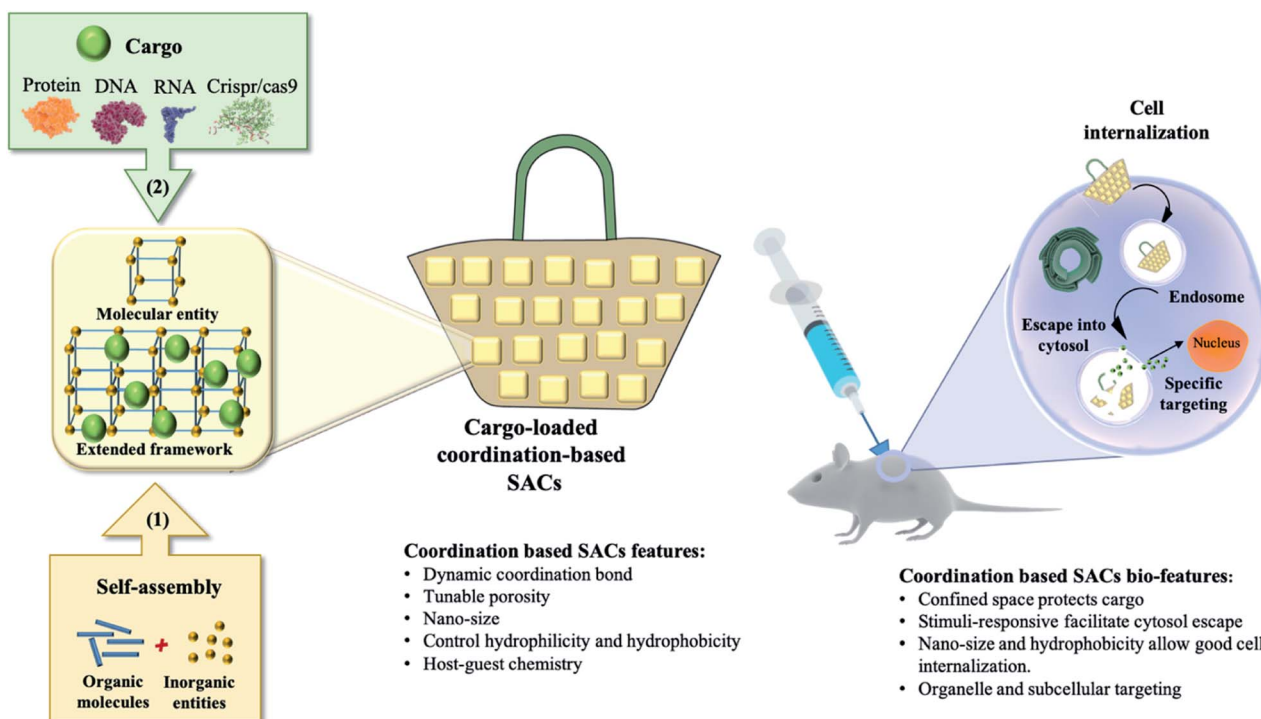 Cargo
Protein DNA RNA Crispr/cas9
(2)
Molecular entity
Extended framework
(1)
Self-assembly
+
Organic
molecules
Inorganic
entities
Cargo-loaded
coordination-based
SACs
Coordination based SACs features:
• Dynamic coordination bond
• Tunable porosity
• Nano-size
• Control hydrophilicity and hydrophobicity
• Host-guest chemistry
Cell
internalization
Endosome
Escape into
cytosol
Nucleus
Specific
targeting
Coordination based SACs bio-features:
• Confined space protects cargo
• Stimuli-responsive facilitate cytosol escape
• Nano-size and hydrophobicity allow good cell
internalization.
• Organelle and subcellular targeting